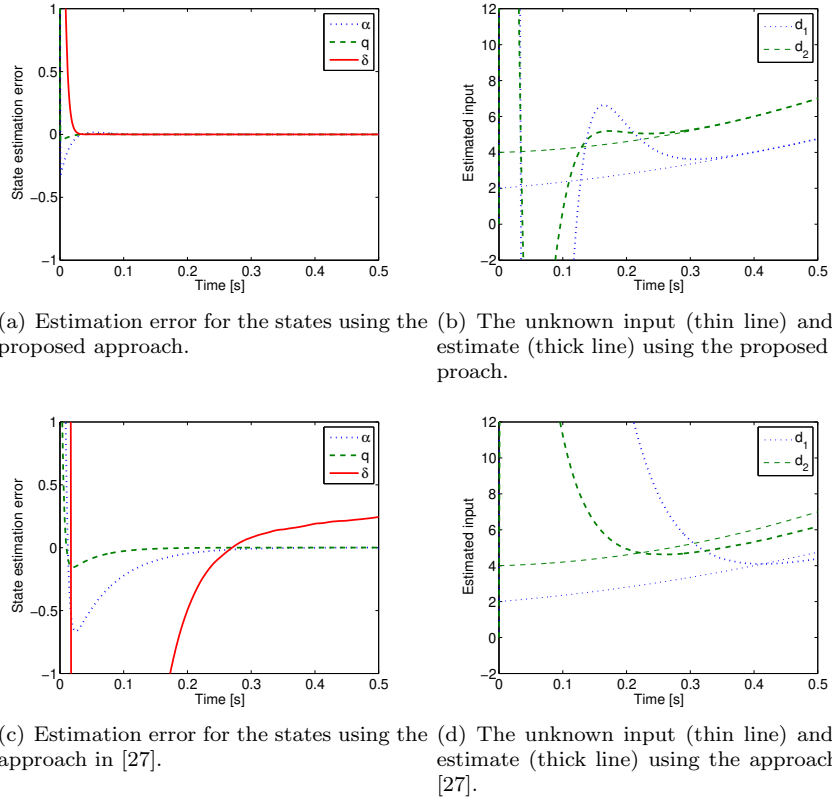 1
0.5
0
−0.5
−1
0 0.1 0.2 0.3 0.4 0.5
State estimation error
Time [s]
α
q
δ
12
10
8
6
4
2
0
−2
0 0.1 0.2 0.3 0.4 0.5
Estimated input
Time [s]
d1
d2
(a) Estimation error for the states using the
proposed approach.
(b) The unknown input (thin line) and
estimate (thick line) using the proposed
proach.
1
0.5
0
−0.5
−1
0 0.1 0.2 0.3 0.4 0.5
State estimation error
Time [s]
α
q
δ
12
10
8
6
4
2
0
−2
0 0.1 0.2 0.3 0.4 0.5
Estimated input
Time [s]
d1
d2
(c) Estimation error for the states using the
approach in [27].
(d) The unknown input (thin line) and
estimate (thick line) using the approach
[27].